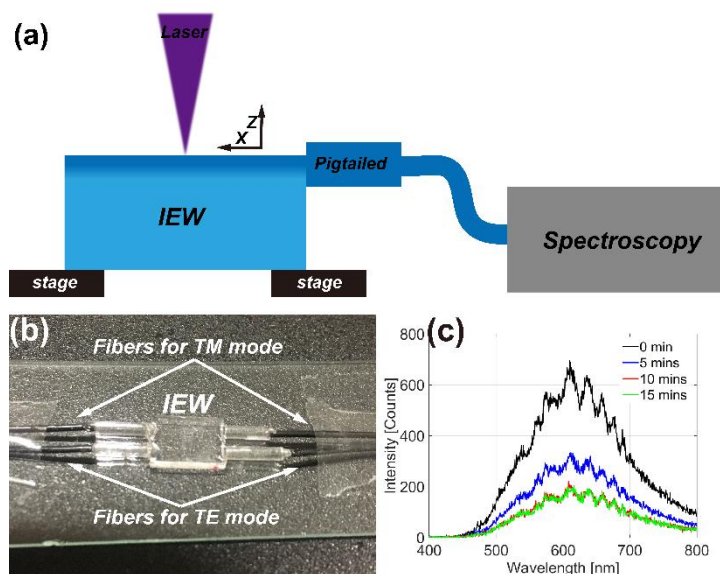 (a)
Laser
Z
X
Pigtailed
IEW
Spectroscopy
stage
stage
(b)
Fibers for TM mode
IEW
Fibers for TE mode
(c)
800
600
400
200
0
Intensity [Counts]
0 min
5 mins
10 mins
15 mins
400 500 600 700 800
Wavelength [nm]